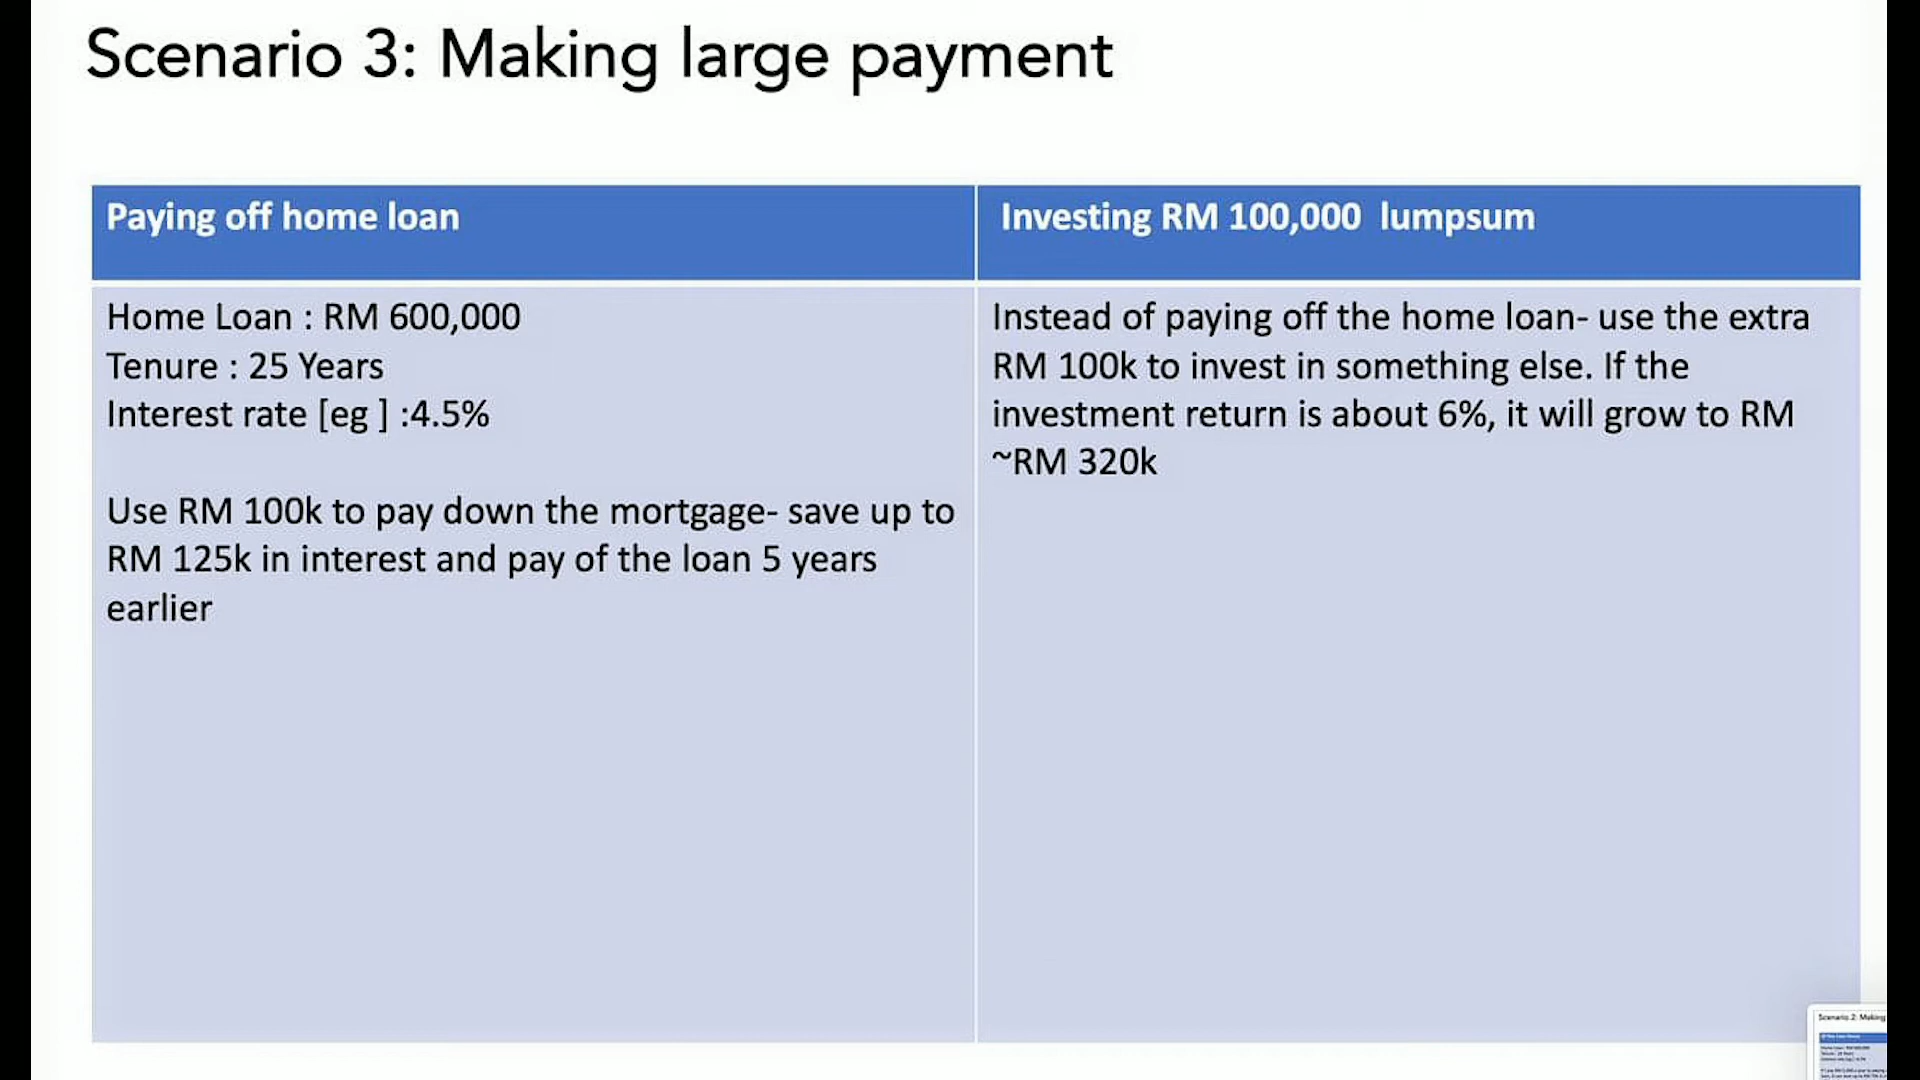 Scenario 3: Making large payment
Paying off home loan
Investing RM 100,000 lumpsum
Home Loan : RM 600,000
Tenure : 25 Years
Interest rate [eg ] :4.5%
Use RM 100k to pay down the mortgage- save up to
RM 125k in interest and pay of the loan 5 years
earlier
Instead of paying off the home loan- use the extra
RM 100k to invest in something else. If the
investment return is about 6%, it will grow to RM
~RM 320k
Scenario 2: Making